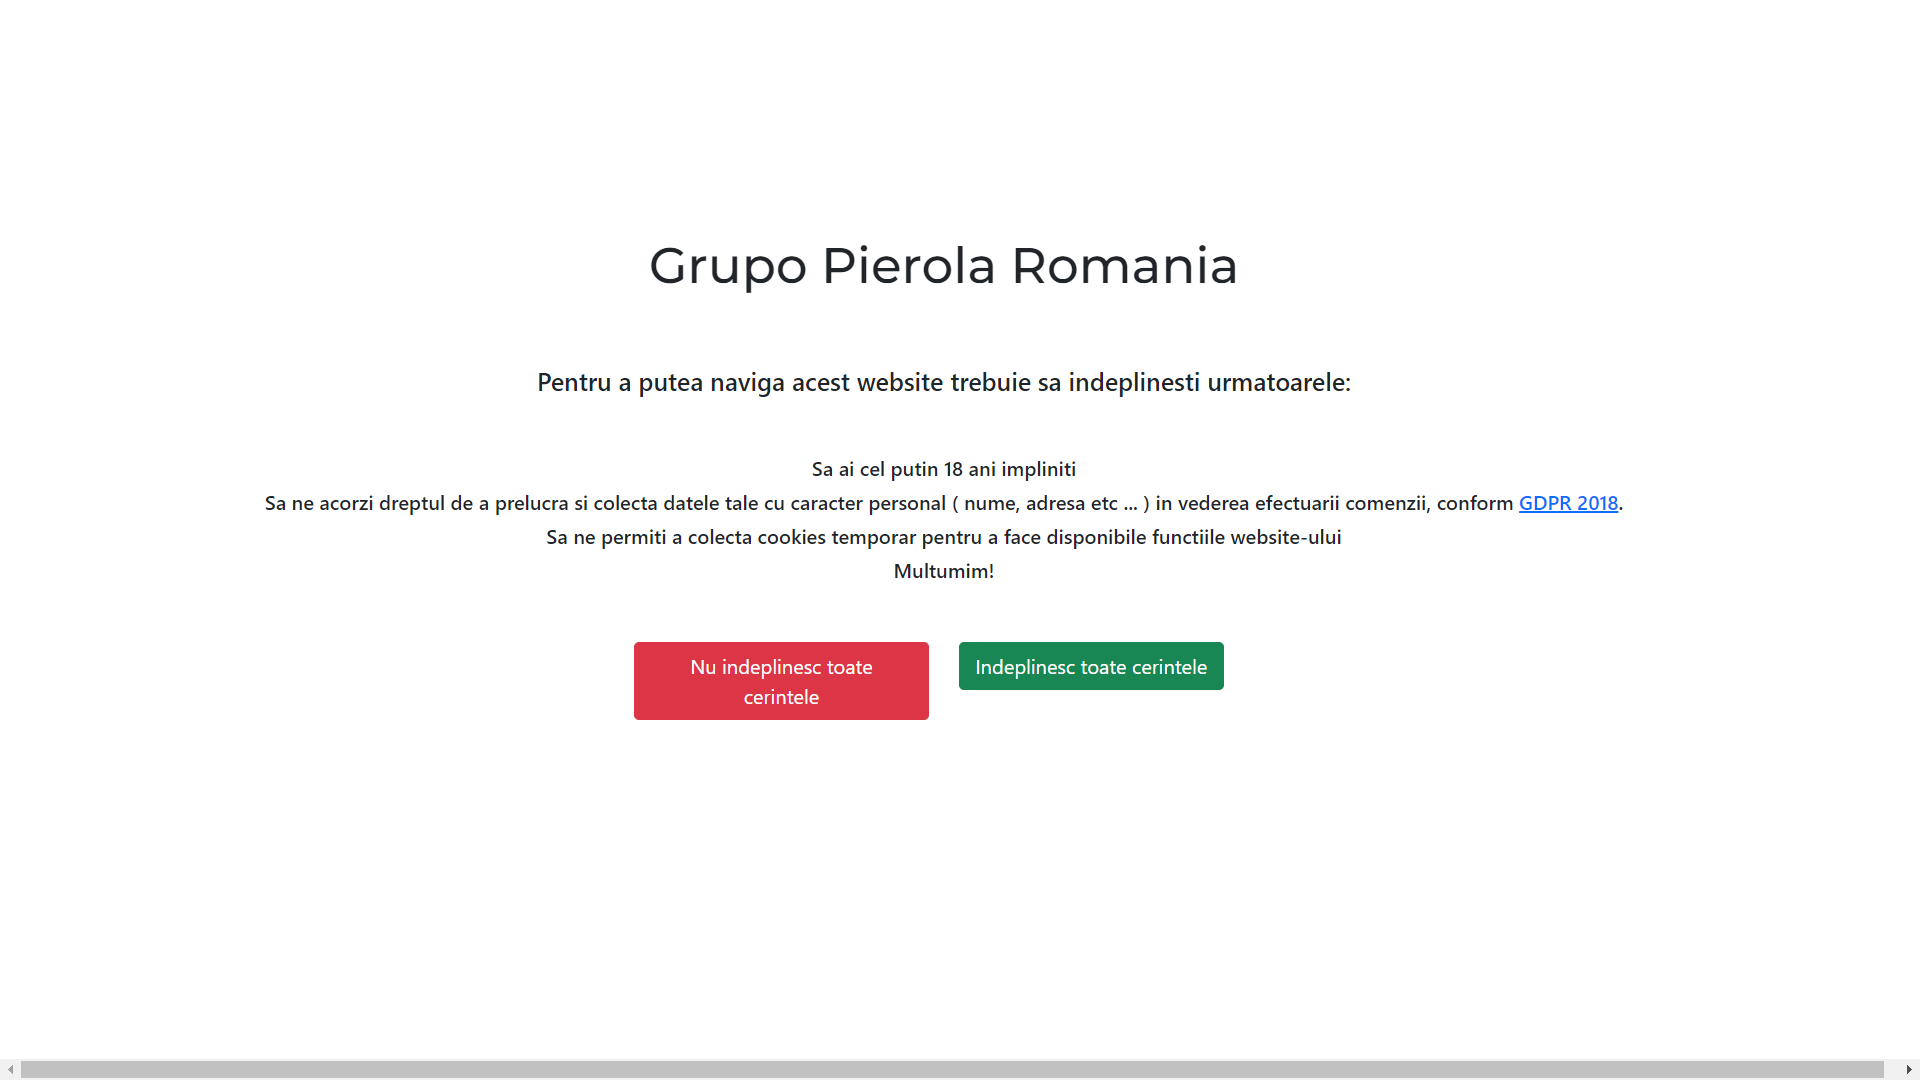 Grupo Pierola Romania
Pentru a putea naviga acest website trebuie sa indeplinesti urmatoarele:
Sa ai cel putin 18 ani impliniti
Sa ne acorzi dreptul de a prelucra si colecta datele tale cu caracter personal ( nume, adresa etc ... ) in vederea efectuarii comenzii, conform GDPR 2018.
Sa ne permiti a colecta cookies temporar pentru a face disponibile functiile website-ului
Multumim!
Nu indeplinesc toate
cerintele
Indeplinesc toate cerintele